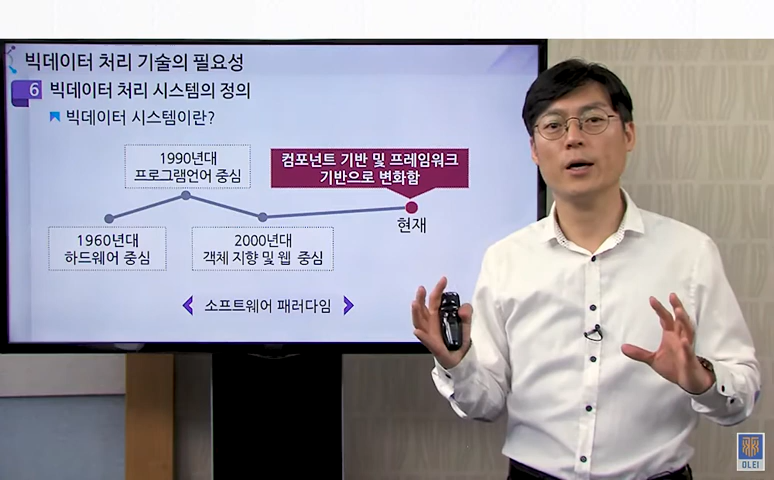 빅데이터 처리 기술의 필요성
6 빅데이터 처리 시스템의 정의
빅데이터 시스템이란?
1990년대
프로그램언어 중심
컴포넌트 기반 및 프레임워크
기반으로 변화함
현재
1960년대
하드웨어 중심
2000년대
객체 지향 및 웹 중심
소프트웨어 패러다임
DLEI